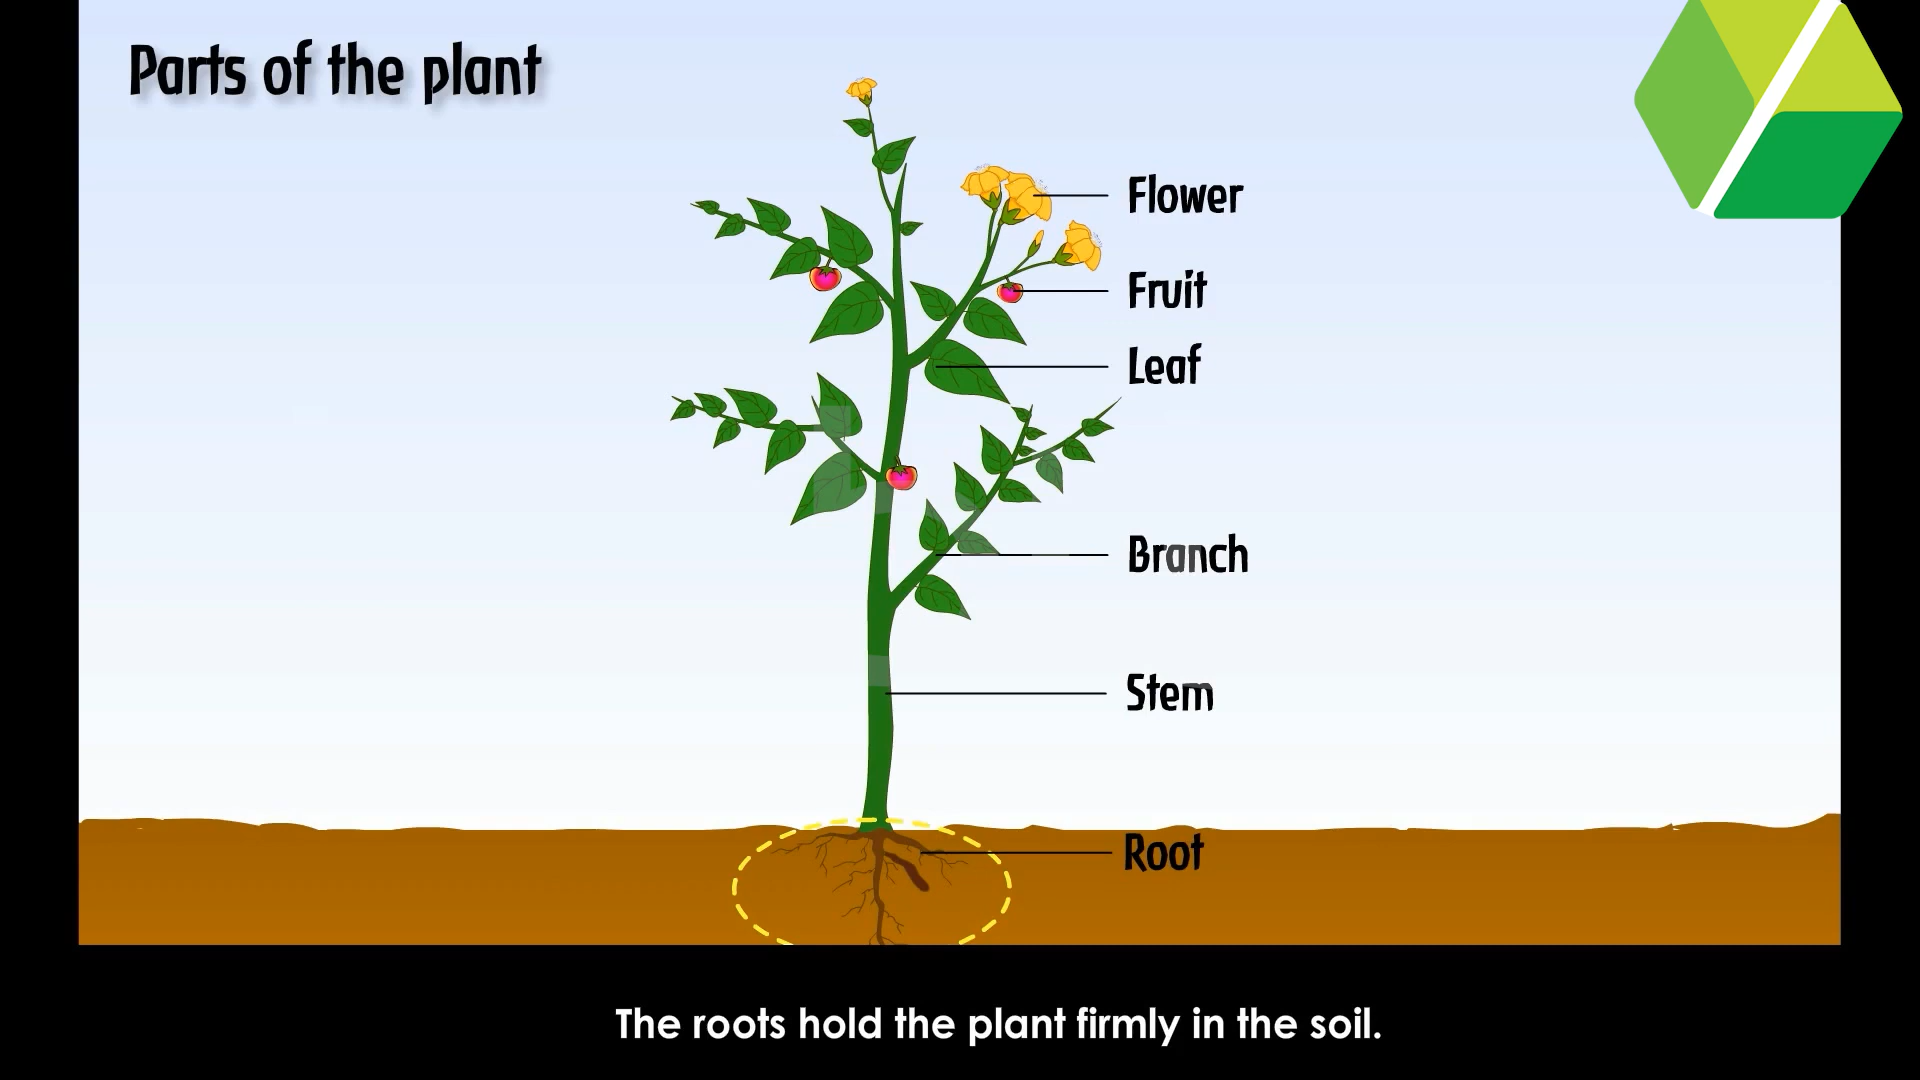 Parts of the plant
Flower
Fruit
Leaf
Branch
Stem
Root
The roots hold the plant firmly in the soil.